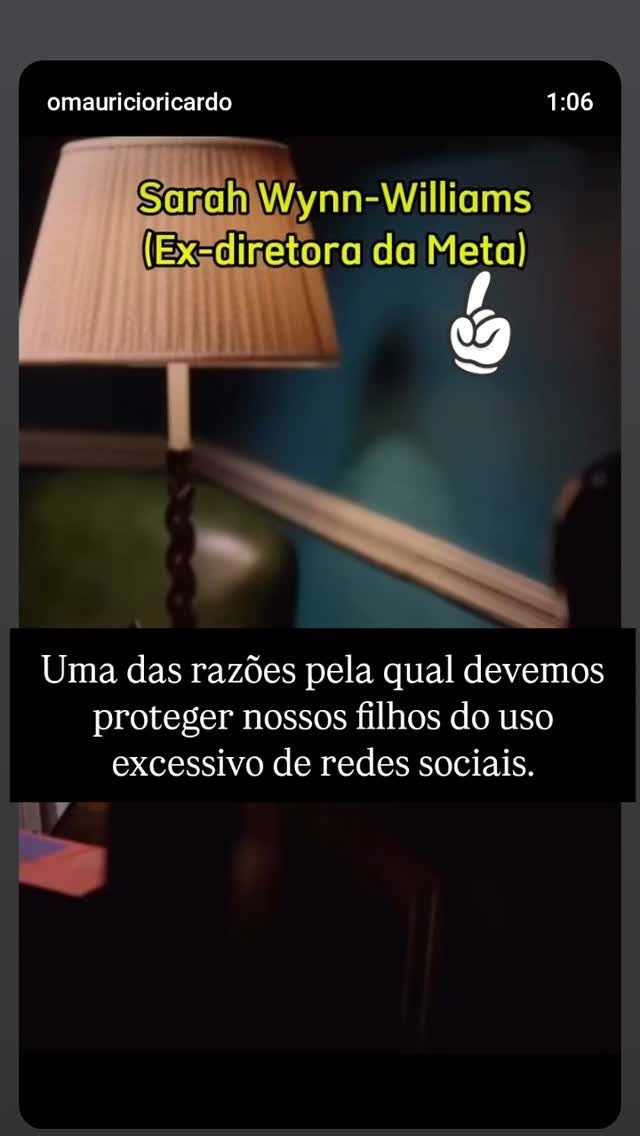 omauricioricardo 1:06
Sarah Wynn-Williams
(Ex-diretora da Meta)
Uma das razões pela qual devemos
proteger nossos filhos do uso
excessivo de redes sociais.